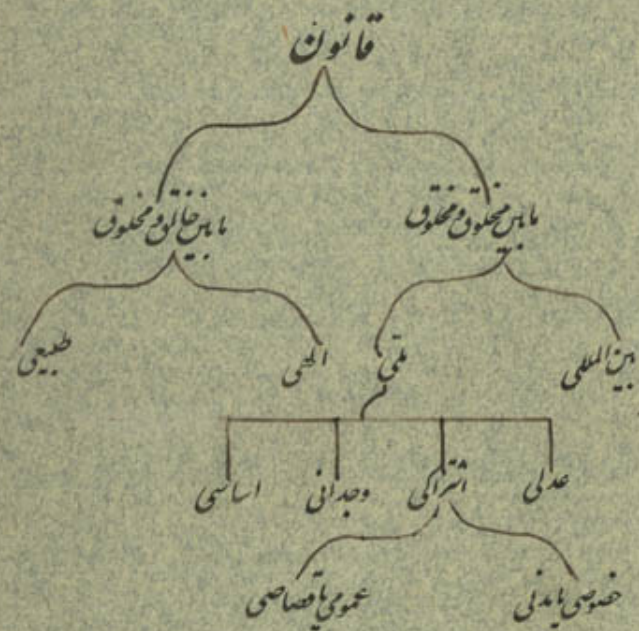 قانون
مابین مخلوق و مخلوق
مابین خالق و مخلوق
بین المللی
ملتی
الهی
طبیعی
عدلی
اشتراکی
وجدانی
اساسی
خصوصی یا مدنی
عمومی یا قصاصی